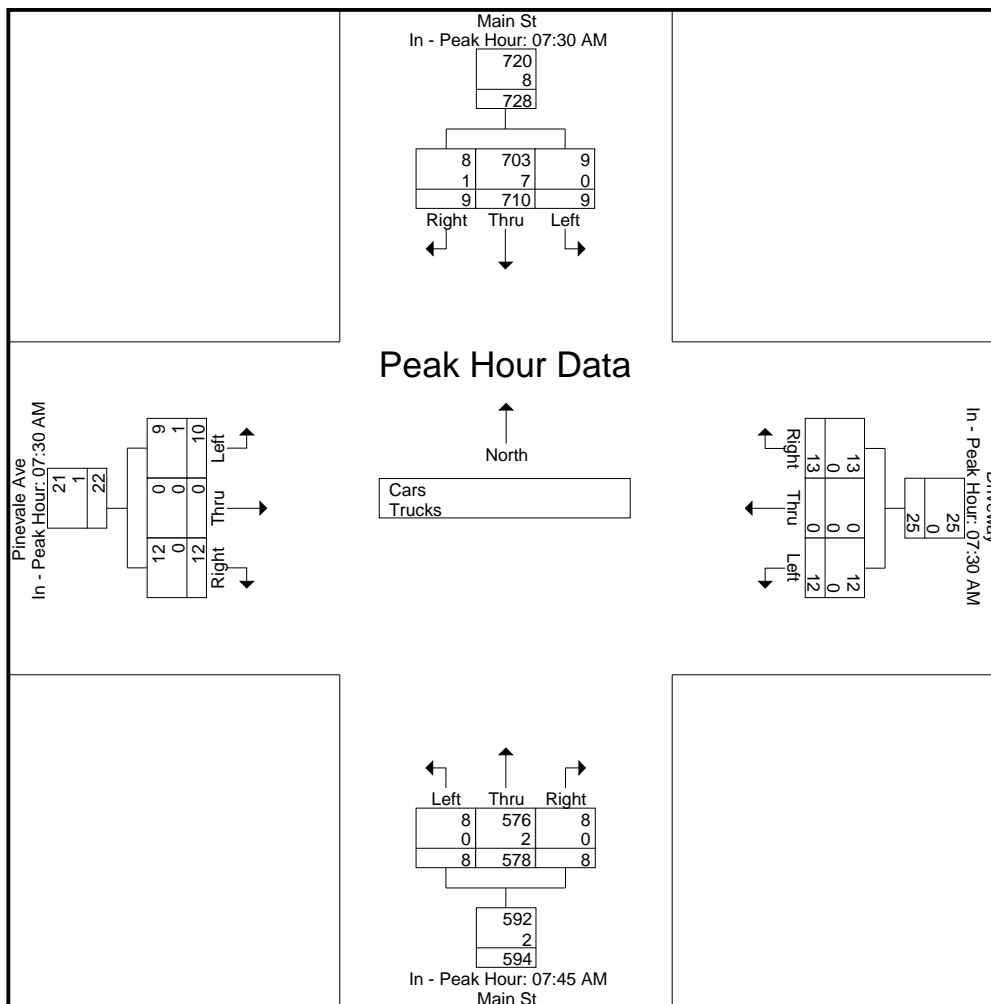 Main St
In - Peak Hour: 07:30 AM
720
8
728
8 703 9
1 7 0
9 710 9
Right Thru Left
Peak Hour Data
North
Cars
Trucks
Pinevale Ave
In - Peak Hour: 07:30 AM
21
1
22
9 0 12
1 0 0
10 0 12
Left Thru Right
Driveway
In - Peak Hour: 07:30 AM
25
0
25
13 0 12
0 0 0
13 0 12
Right Thru Left
Left Thru Right
8 576 8
0 2 0
8 578 8
592
2
594
In - Peak Hour: 07:45 AM
Main St